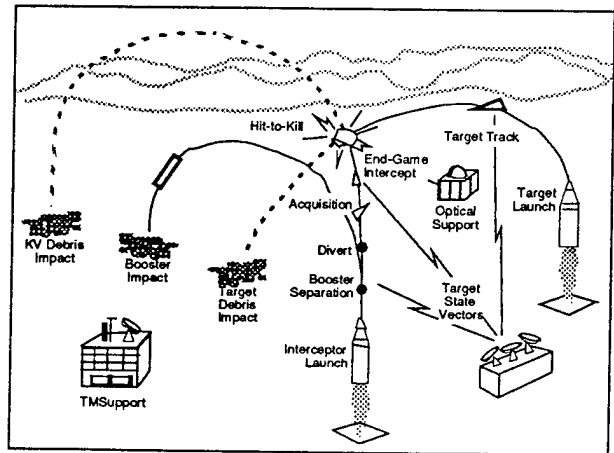 Hit-to-Kill
Target Track
End-Game
Intercept
Acquisition
Optical
Support
Target
Launch
KV Debris
Impact
Booster
Impact
Target
Debris
Impact
Divert
Booster
Separation
Target
State
Vectors
Interceptor
Launch
TMSupport